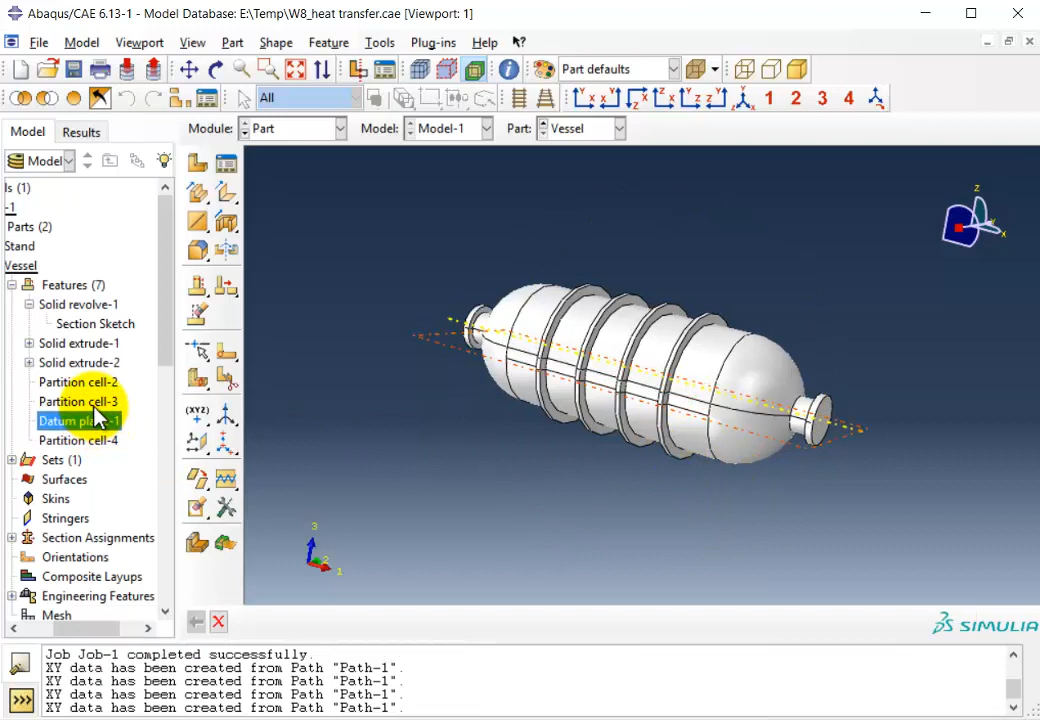 Abaqus/CAE 6.13-1 - Model Database: E:\Temp\W8_heat transfer.cae [Viewport: 1]
File Model Viewport View Part Shape Feature Tools Plug-ins Help
Part defaults
All
1 2 3 4
Model Results
Module: Part Model: Model-1 Part: Vessel
Model
ls (1)
-1
Parts (2)
Stand
Vessel
Features (7)
Solid revolve-1
Section Sketch
Solid extrude-1
Solid extrude-2
Partition cell-2
Partition cell-3
Partition cell-4
Sets (1)
Surfaces
Skins
Stringers
Section Assignments
Orientations
Composite Layups
Engineering Features
Mesh
(XYZ)
Z
X
Y
3
2
1
SIMULIA
Job Job-1 completed successfully.
XY data has been created from Path "Path-1".
XY data has been created from Path "Path-1".
XY data has been created from Path "Path-1".
XY data has been created from Path "Path-1".
>>>